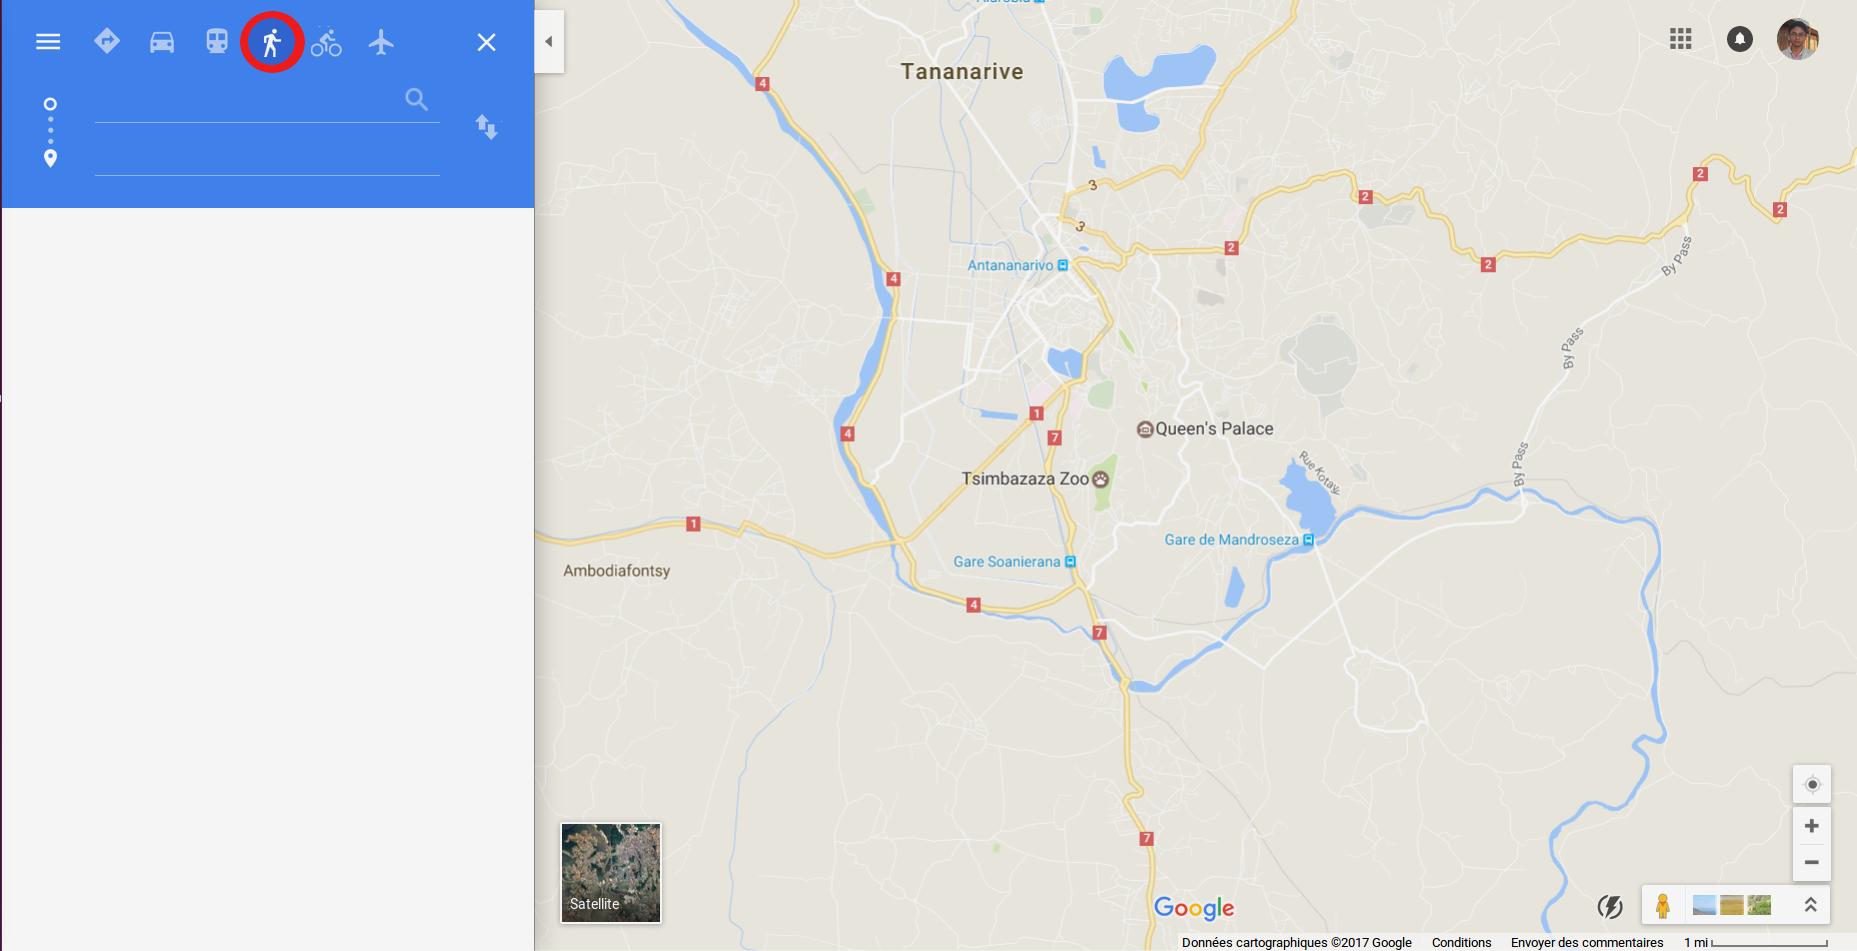 Tananarive
4
3
2
2
2
3
2
Antananarivo
2
4
By Pass
By Pass
1
4
7
Queen's Palace
By Pass
Rue Kotavy
Tsimbazaza Zoo
1
Gare de Mandroseza
Gare Soanierana
Ambodiafontsy
4
7
7
Satellite
Google
Données cartographiques ©2017 Google Conditions Envoyer des commentaires 1 mi